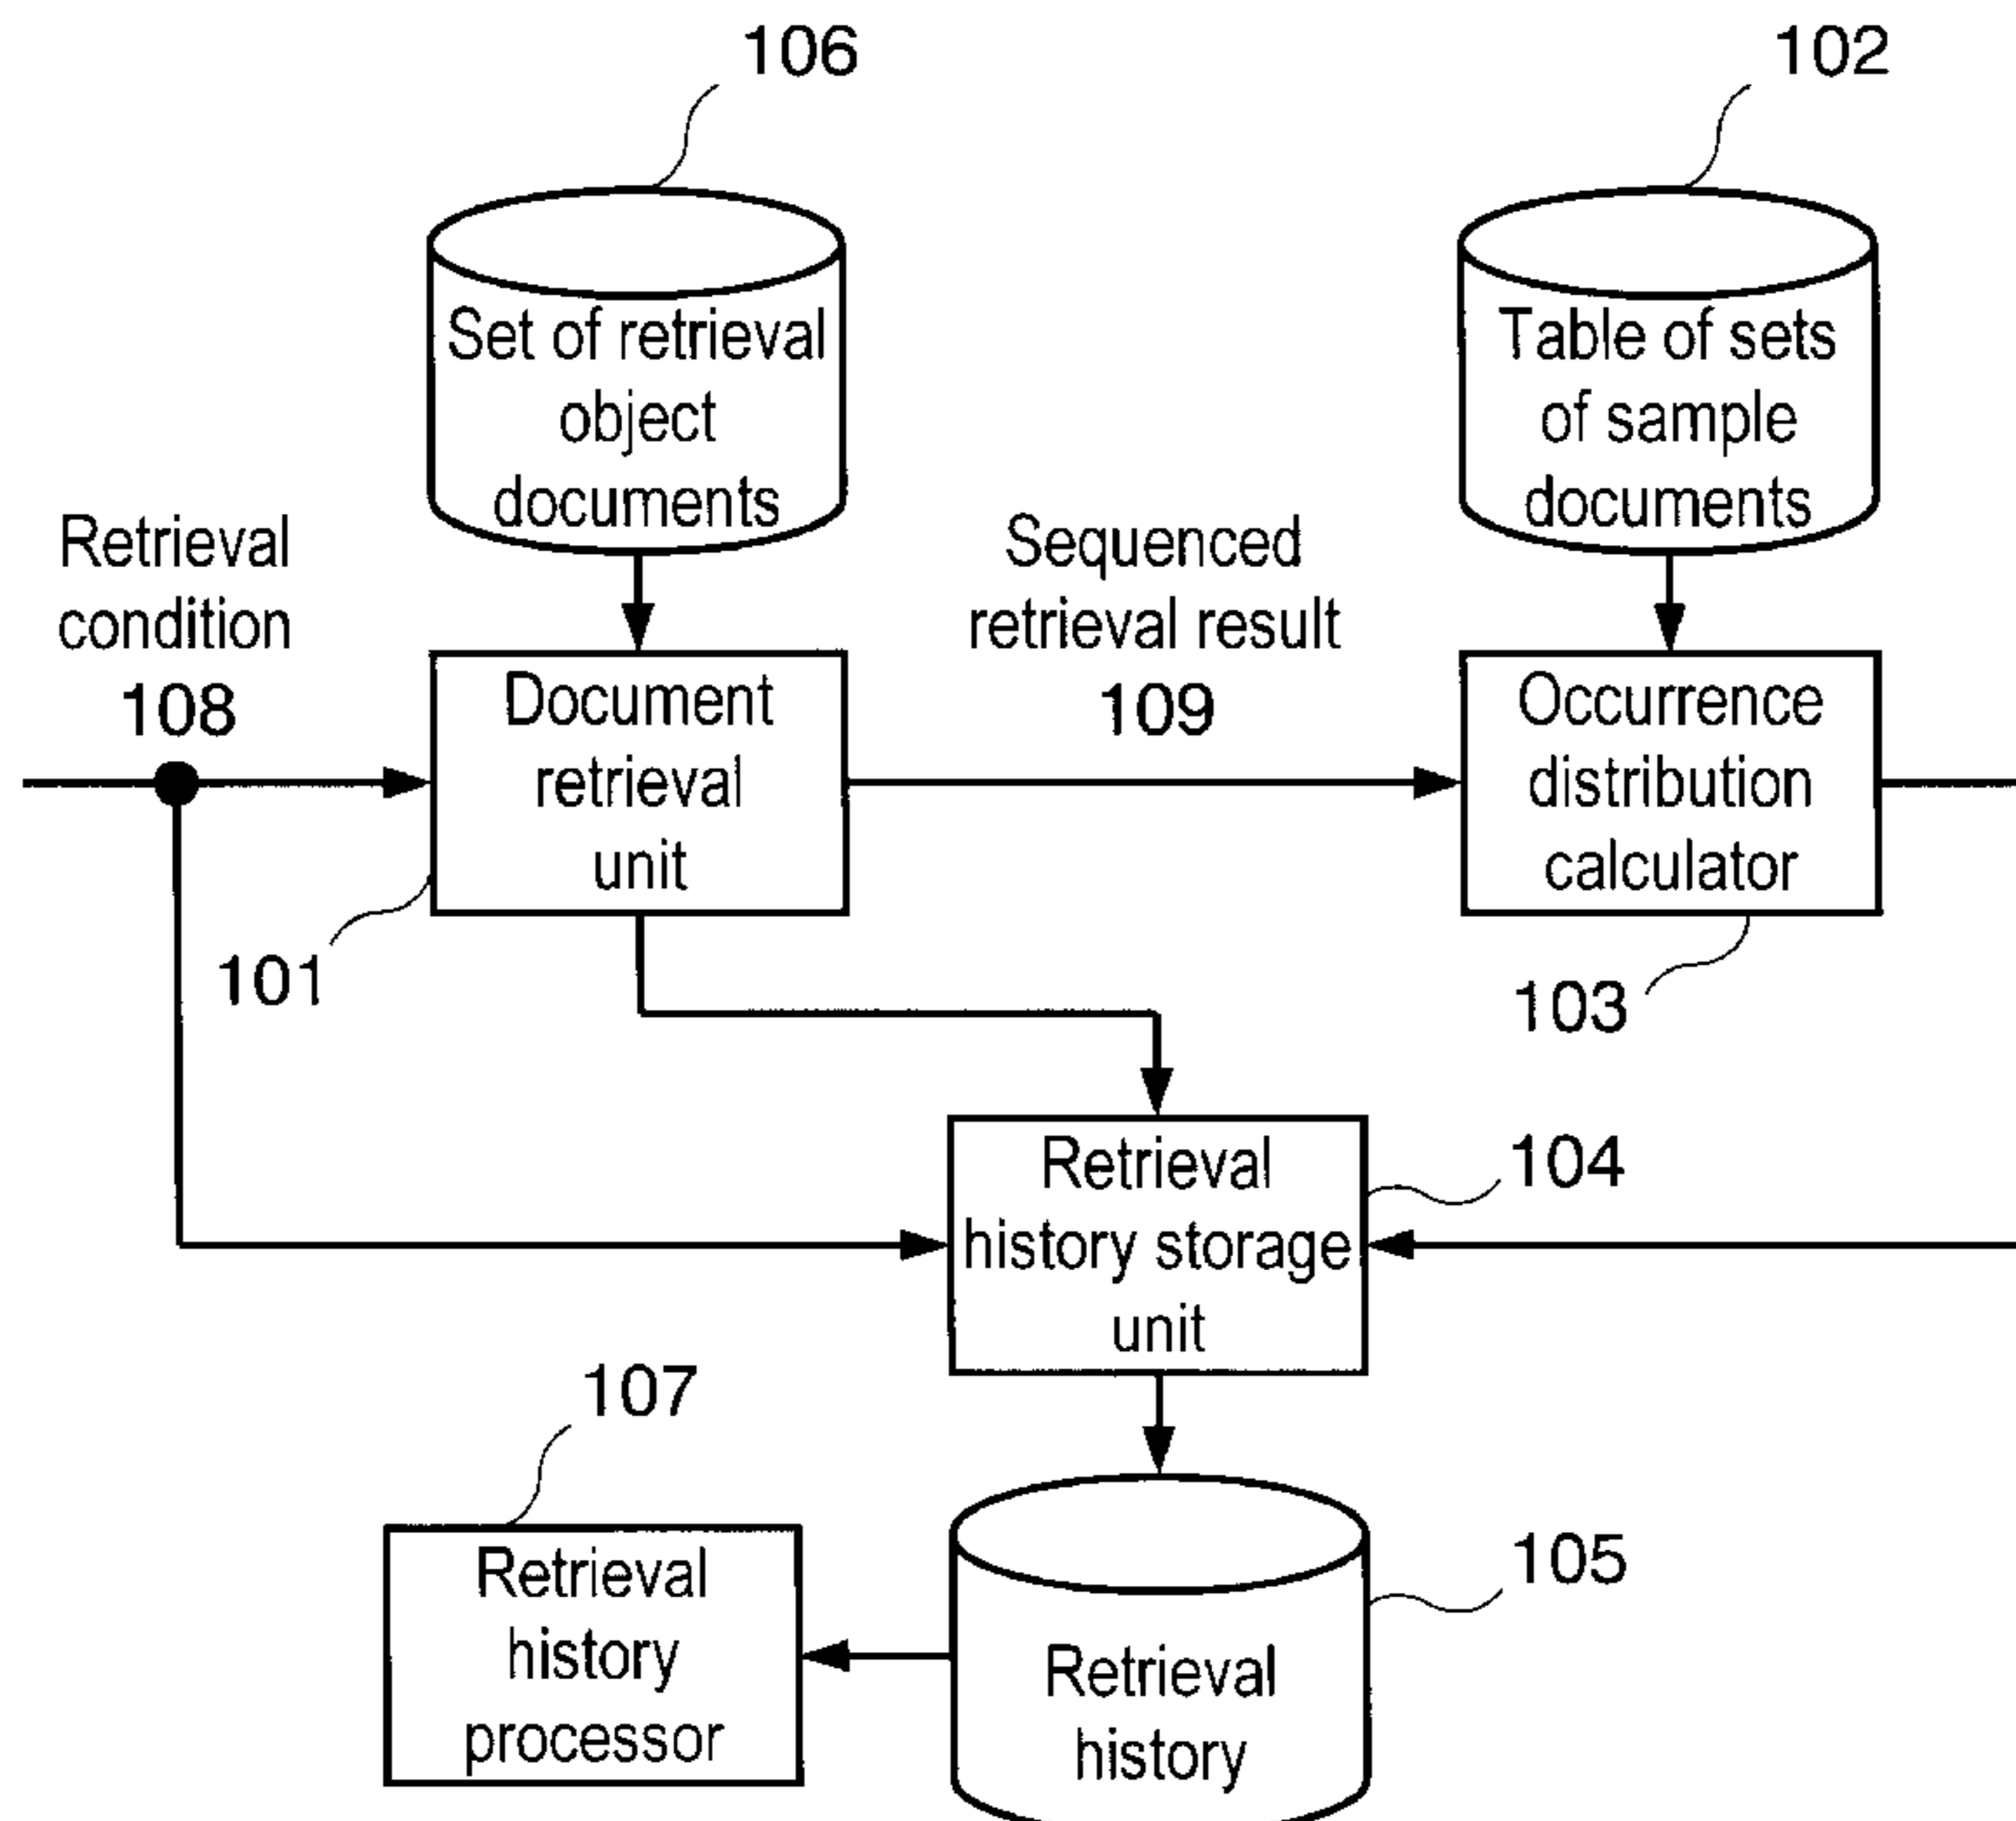 106
102
Set of retrieval
object
documents
Table of sets
of sample
documents
Retrieval
condition
108
Sequenced
retrieval result
109
Document
retrieval
unit
Occurrence
distribution
calculator
101
103
Retrieval
history storage
unit
104
107
Retrieval
history
processor
Retrieval
history
105